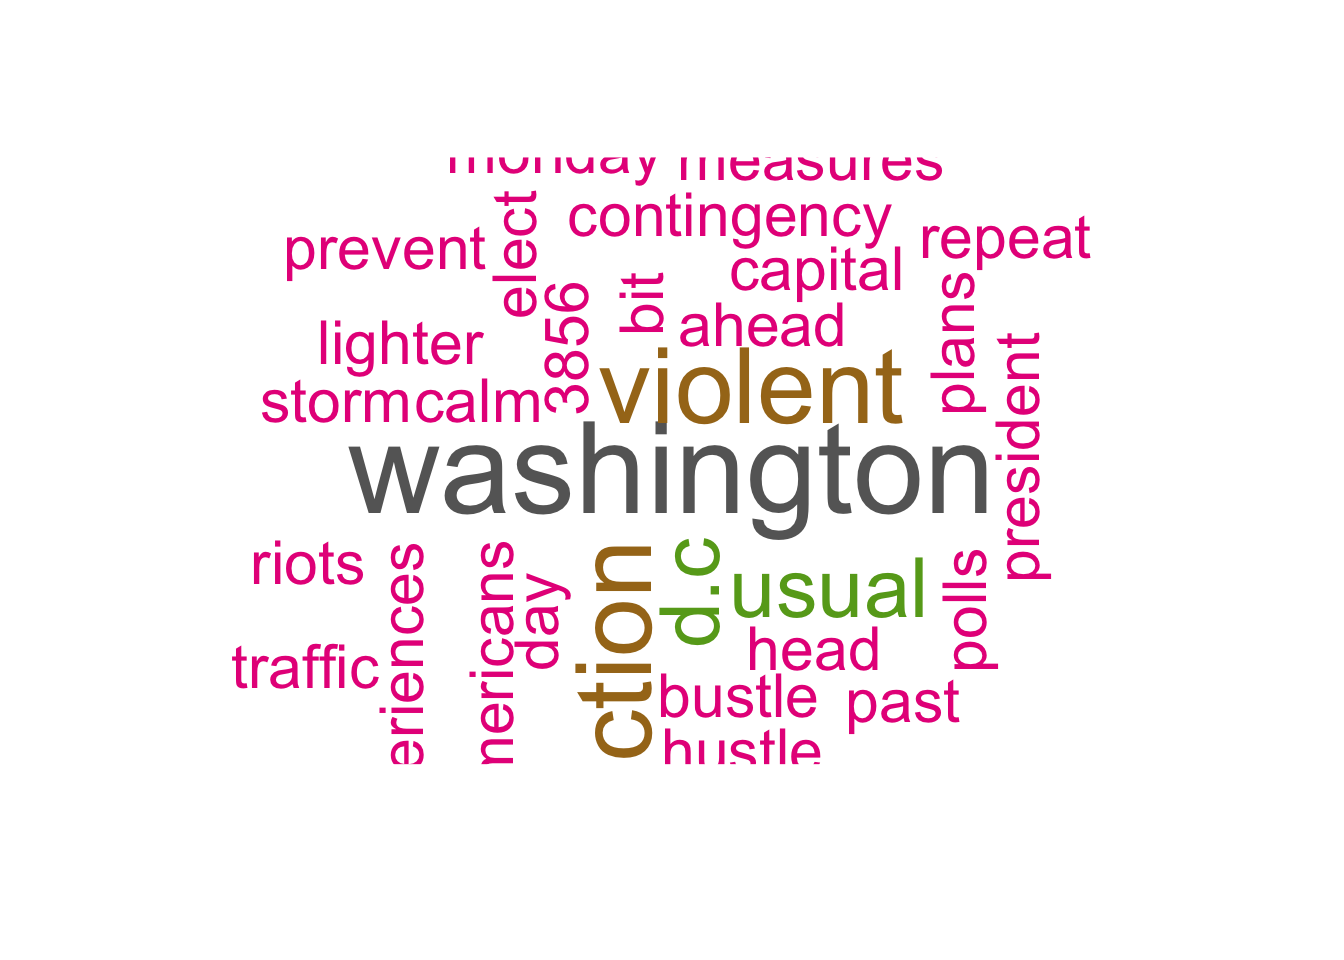 monday measures
elect
contingency
prevent
repeat
capital
bit
3856
plans
ahead
lighter
violent
president
stormcalm
washington
riots
eriences
nericans
day
ction
d.c
usual
polls
head
traffic
bustle
past
hustle